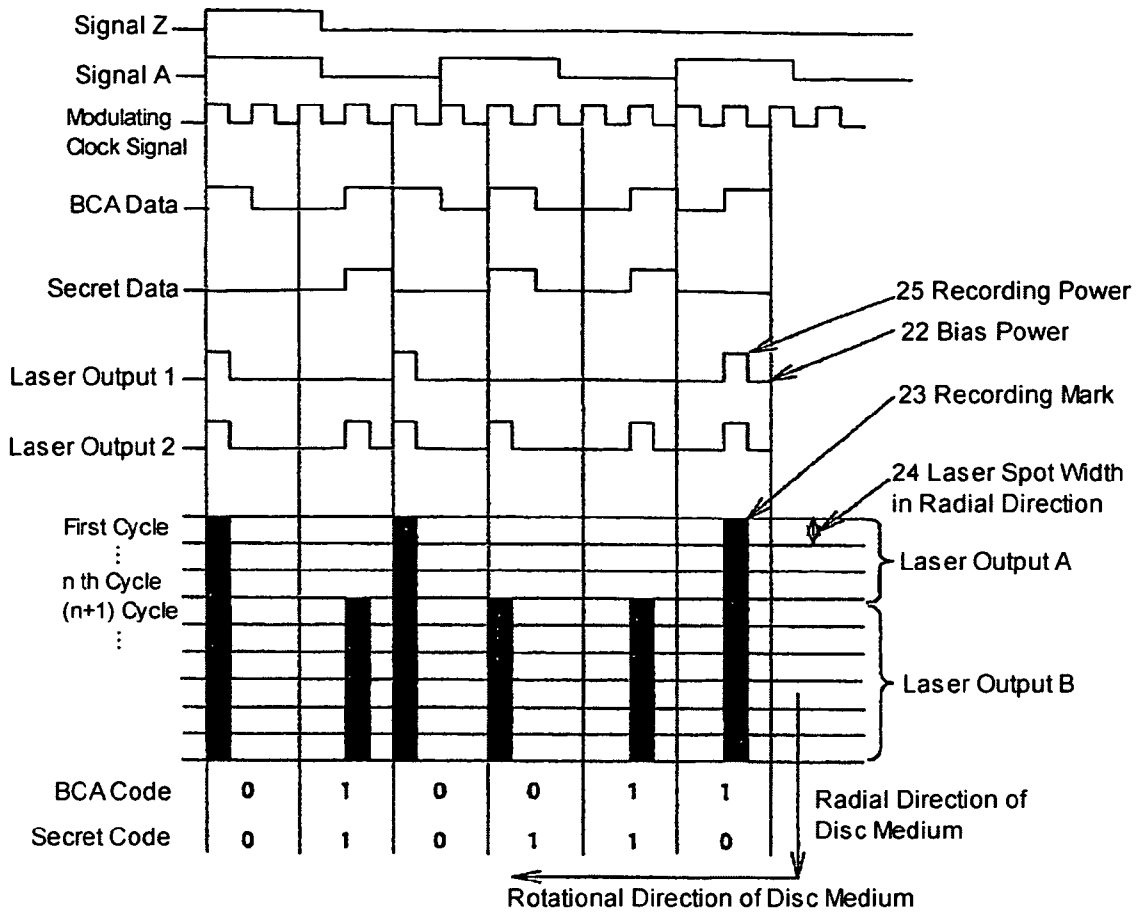 Signal Z
Signal A
Modulating
Clock Signal
BCA Data
Secret Data
25 Recording Power
22 Bias Power
Laser Output 1
23 Recording Mark
Laser Output 2
24 Laser Spot Width
in Radial Direction
First Cycle
⋮
n th Cycle
(n+1) Cycle
⋮
Laser Output A
Laser Output B
BCA Code 0 1 0 0 1 1
Secret Code 0 1 0 1 1 0
Radial Direction of
Disc Medium
Rotational Direction of Disc Medium